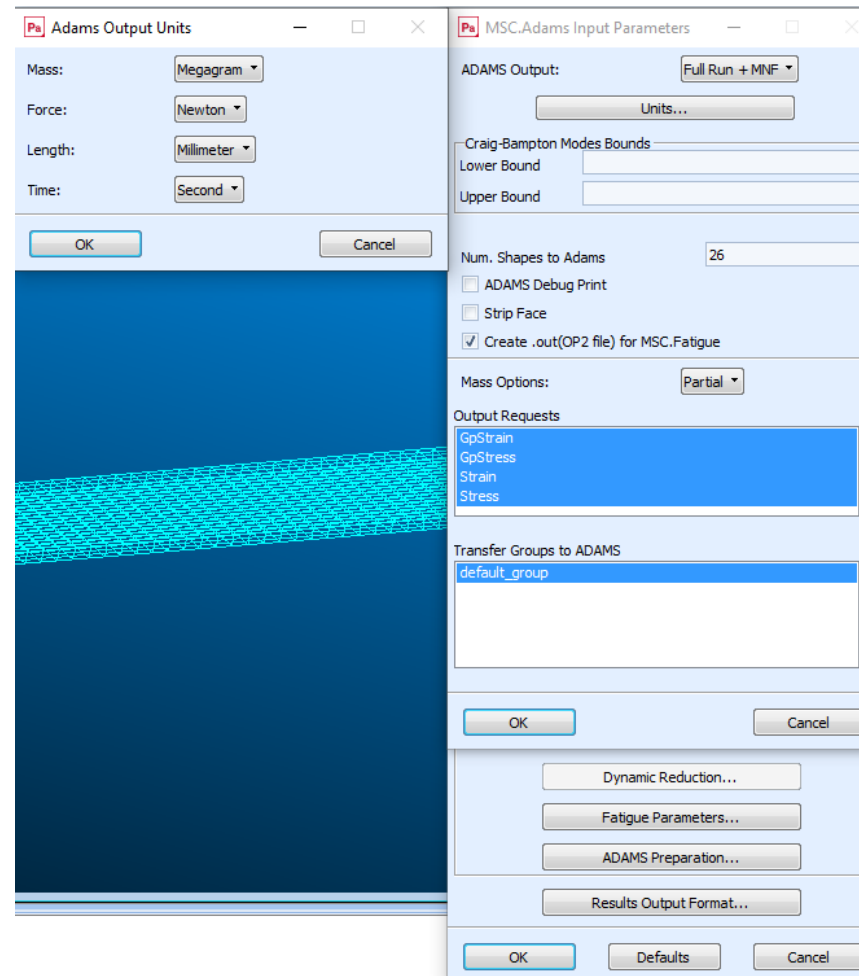 Pa Adams Output Units
Mass: Megagram
Force: Newton
Length: Millimeter
Time: Second
OK Cancel
Pa MSC.Adams Input Parameters
ADAMS Output: Full Run + MNF
Units...
Craig-Bampton Modes Bounds
Lower Bound
Upper Bound
Num. Shapes to Adams 26
ADAMS Debug Print
Strip Face
Create .out(OP2 file) for MSC.Fatigue
Mass Options: Partial
Output Requests
GpStrain
GpStress
Strain
Stress
Transfer Groups to ADAMS
default_group
OK Cancel
Dynamic Reduction...
Fatigue Parameters...
ADAMS Preparation...
Results Output Format...
OK Defaults Cancel